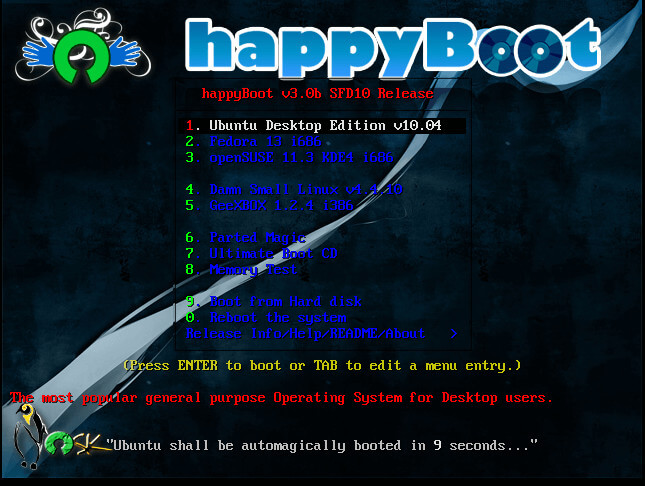 happyBoot
happyBoot v3.0b SFD10 Release
1. Ubuntu Desktop Edition v10.04
2. Fedora 13 i686
3. openSUSE 11.3 KDE4 i686
4. Damn Small Linux v4.4.10
5. GeeXBOX 1.2.4 i386
6. Parted Magic
7. Ultimate Boot CD
8. Memory Test
9. Boot from Hard disk
0. Reboot the system
Release Info/Help/README/About >
(Press ENTER to boot or TAB to edit a menu entry.)
The most popular general purpose Operating System for Desktop users.
"Ubuntu shall be automagically booted in 9 seconds..."